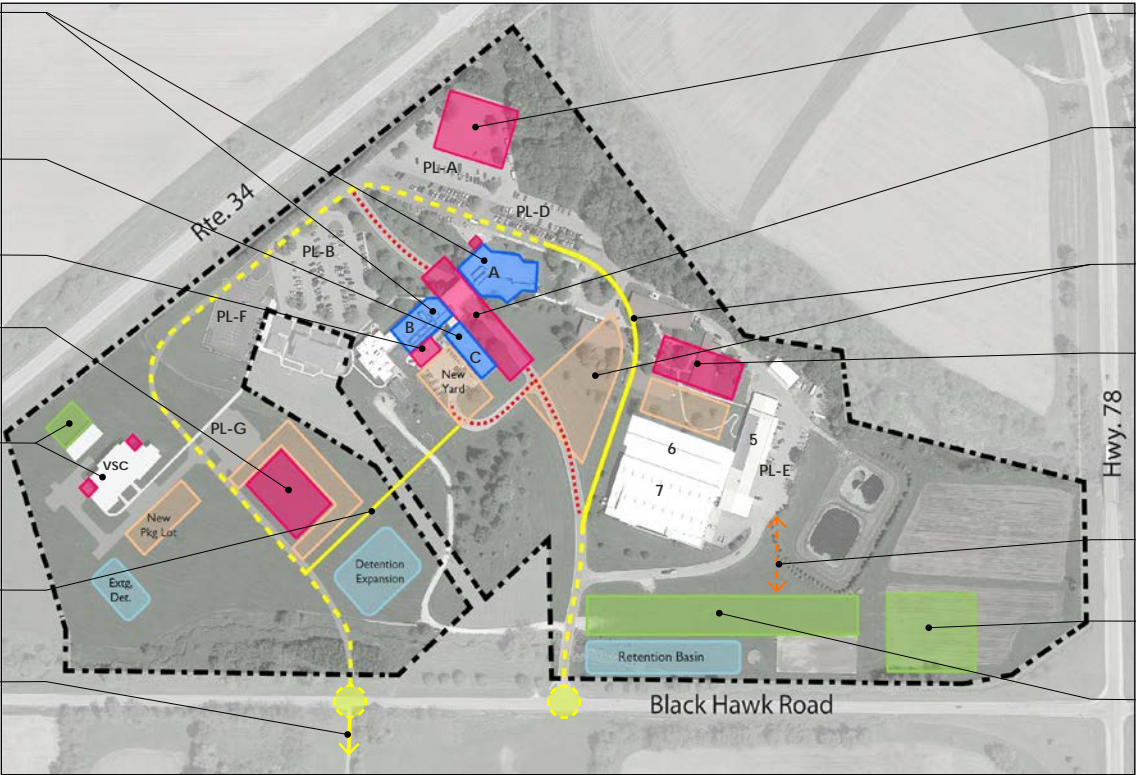 PL-A
Rte. 34
PL-D
PL-B
A
PL-F
B
C
New
Yard
Hwy. 78
PL-G
VSC
6
5
PL-E
7
New
Pkg Lot
Detention
Expansion
Extg.
Det.
Retention Basin
Black Hawk Road